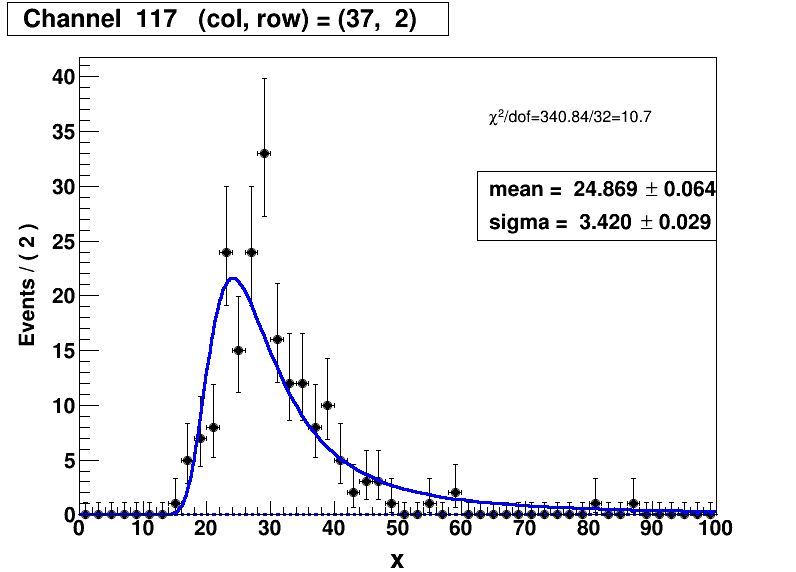 Channel 117 (col, row) = (37, 2)
χ²/dof=340.84/32=10.7
mean = 24.869 ± 0.064
sigma = 3.420 ± 0.029
Events / ( 2 )
40
35
30
25
20
15
10
5
0
0 10 20 30 40 50 60 70 80 90 100
x